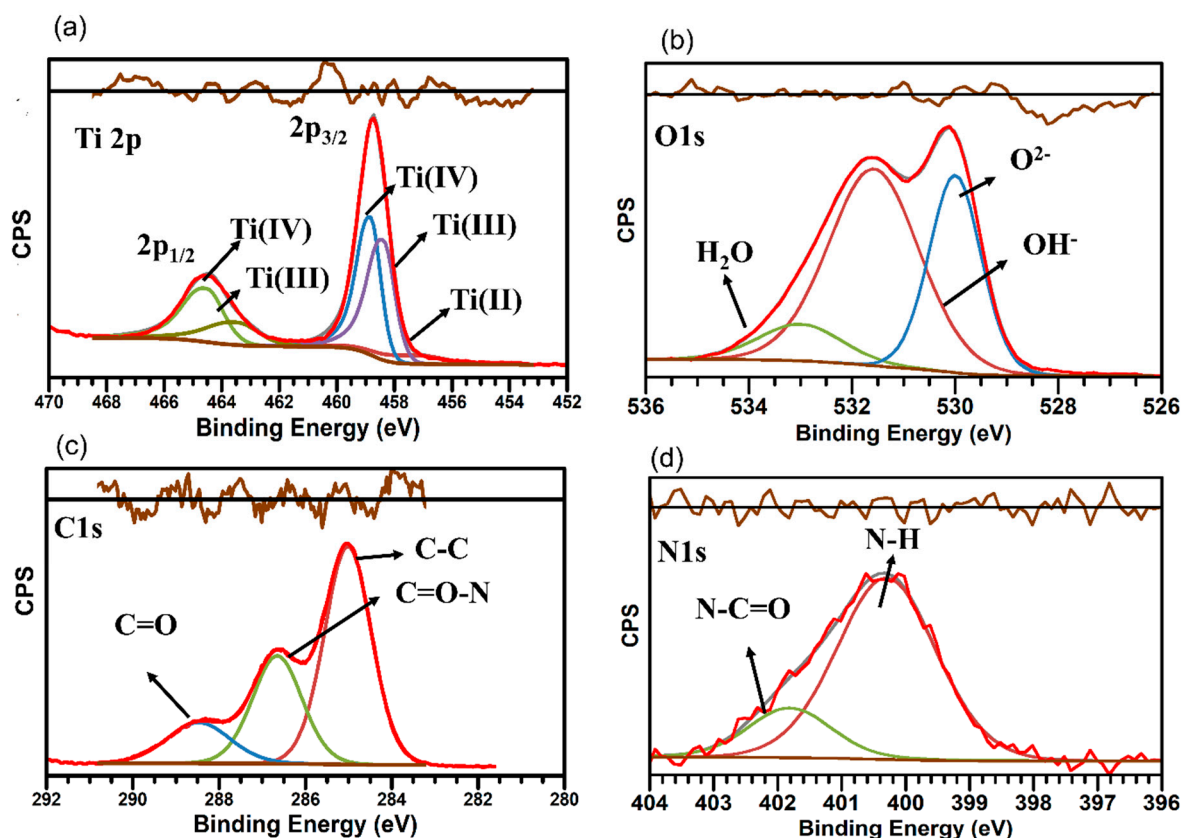 (a)
Ti 2p
2p3/2
Ti(IV)
Ti(III)
Ti(II)
2p1/2
Ti(IV)
Ti(III)
CPS
470 468 466 464 462 460 458 456 454 452
Binding Energy (eV)
(b)
O1s
O²⁻
OH⁻
H₂O
CPS
536 534 532 530 528 526
Binding Energy (eV)
(c)
C1s
C-C
C=O-N
C=O
CPS
292 290 288 286 284 282 280
Binding Energy (eV)
(d)
N1s
N-H
N-C=O
CPS
404 403 402 401 400 399 398 397 396
Binding Energy (eV)